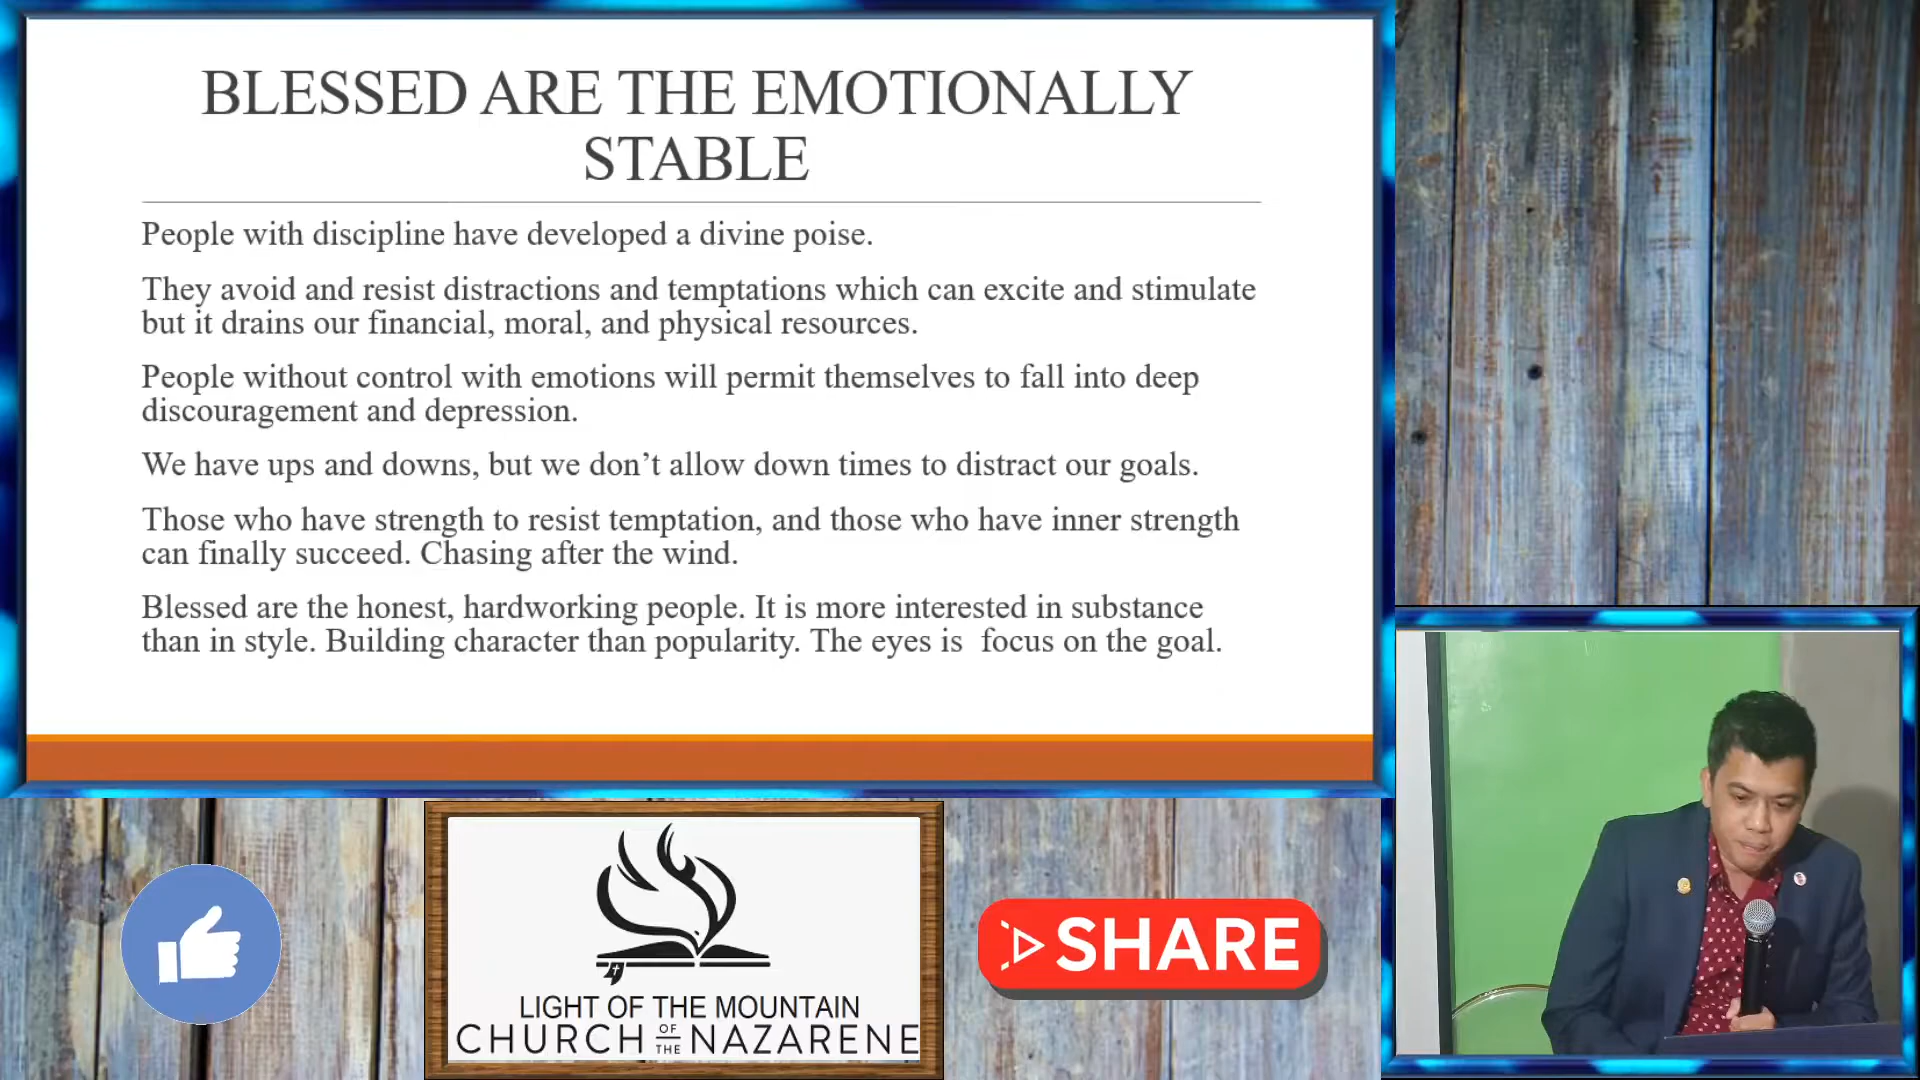 BLESSED ARE THE EMOTIONALLY
STABLE
People with discipline have developed a divine poise.
They avoid and resist distractions and temptations which can excite and stimulate
but it drains our financial, moral, and physical resources.
People without control with emotions will permit themselves to fall into deep
discouragement and depression.
We have ups and downs, but we don’t allow down times to distract our goals.
Those who have strength to resist temptation, and those who have inner strength
can finally succeed. Chasing after the wind.
Blessed are the honest, hardworking people. It is more interested in substance
than in style. Building character than popularity. The eyes is  focus on the goal.
LIGHT OF THE MOUNTAIN
CHURCH OF THE NAZARENE
SHARE